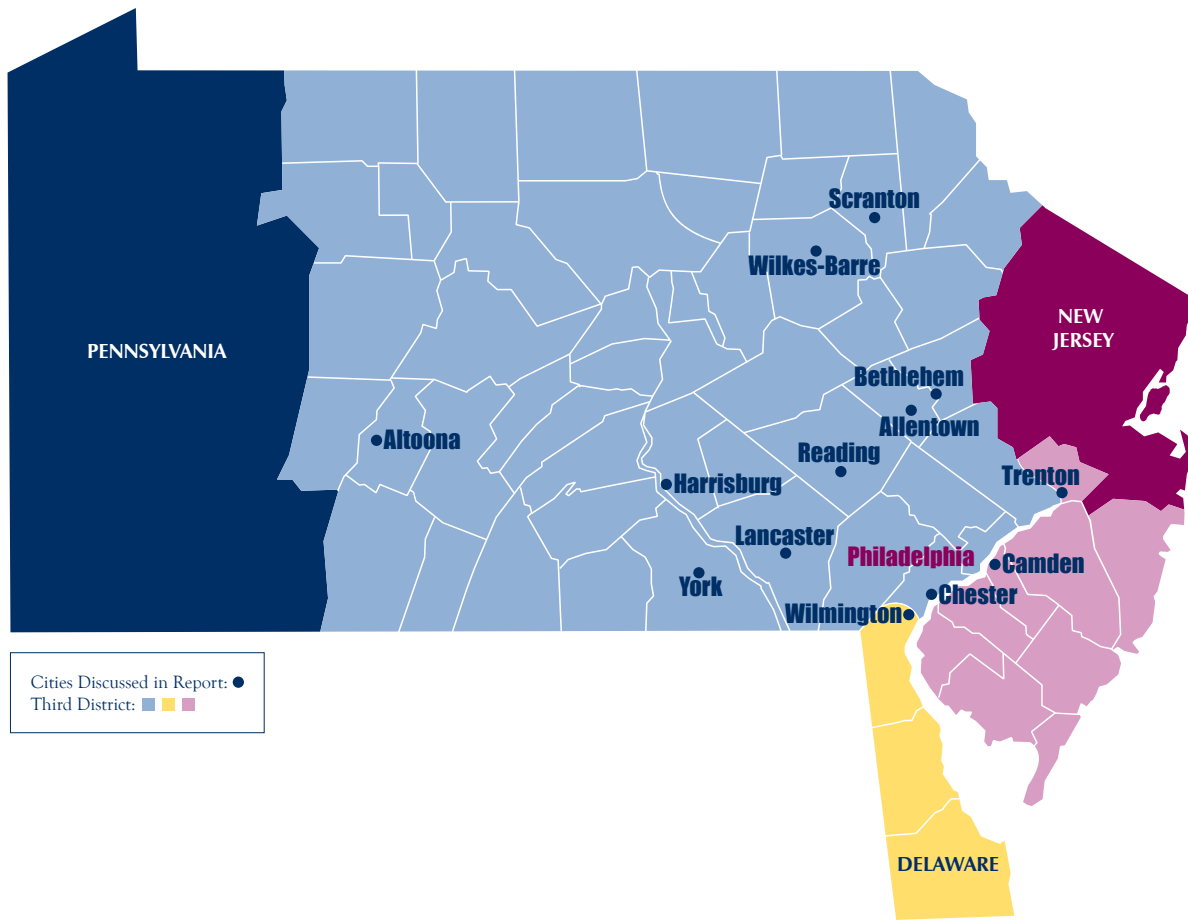 Scranton
Wilkes-Barre
NEW
JERSEY
PENNSYLVANIA
Bethlehem
Allentown
Altoona
Reading
Trenton
Harrisburg
Lancaster
Philadelphia
Camden
York
Chester
Wilmington
Cities Discussed in Report:
Third District:
DELAWARE